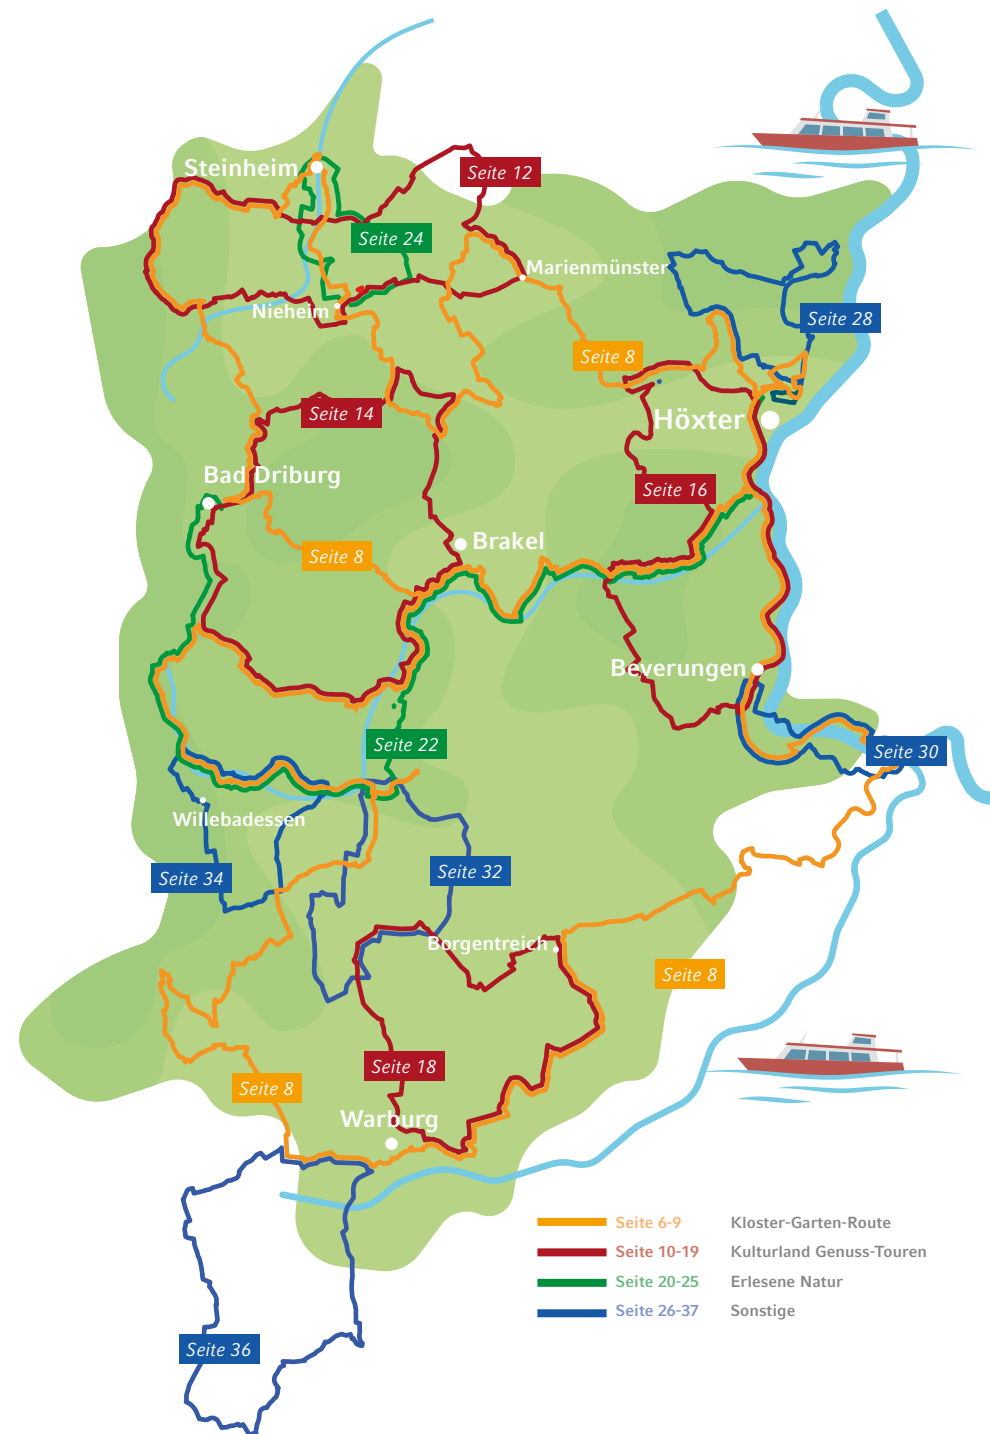 Steinheim
Seite 12
Seite 24
Marienmünster
Nieheim
Seite 28
Seite 8
Seite 14
Höxter
Bad Driburg
Seite 16
Seite 8
Brakel
Beverungen
Seite 22
Seite 30
Willebadessen
Seite 34
Seite 32
Borgentreich
Seite 8
Seite 18
Seite 8
Warburg
Seite 6-9 Kloster-Garten-Route
Seite 10-19 Kulturland Genuss-Touren
Seite 20-25 Erlesene Natur
Seite 26-37 Sonstige
Seite 36